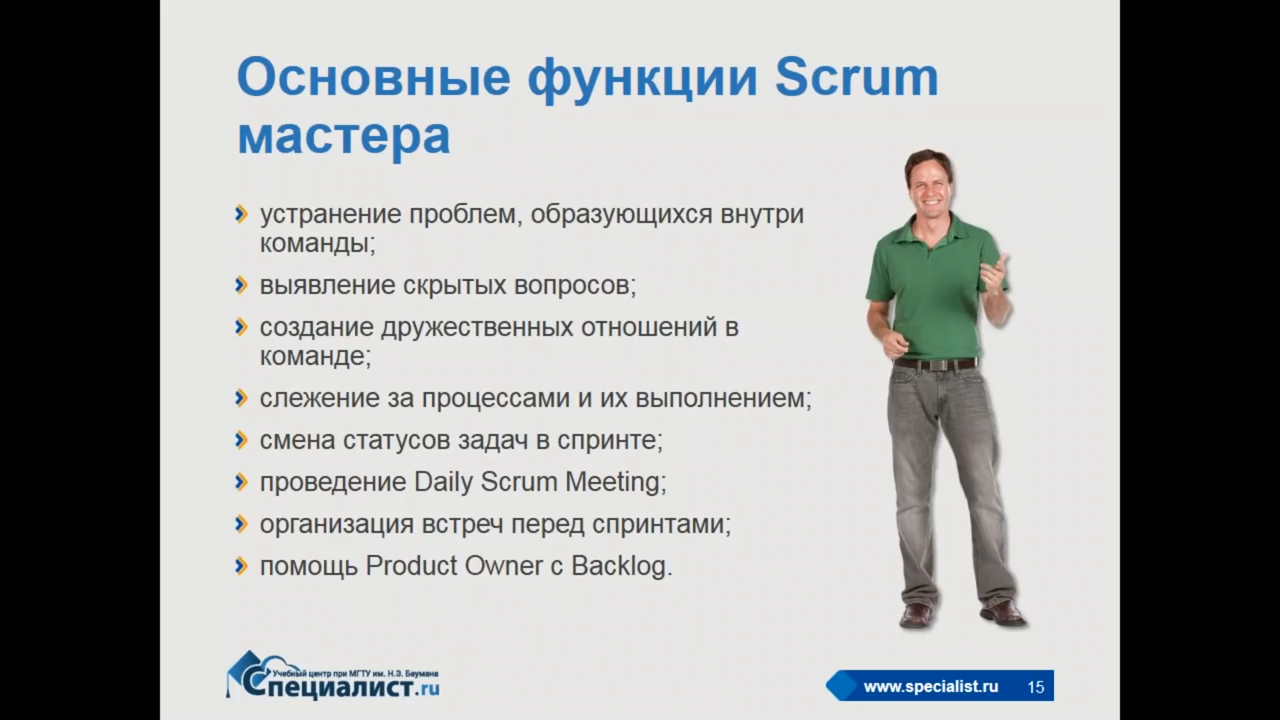 Основные функции Scrum
мастера
устранение проблем, образующихся внутри
команды;
выявление скрытых вопросов;
создание дружественных отношений в
команде;
слежение за процессами и их выполнением;
смена статусов задач в спринте;
проведение Daily Scrum Meeting;
организация встреч перед спринтами;
помощь Product Owner с Backlog.
Учебный центр при МГТУ им. Н.Э. Баумана
Специалист.ru
www.specialist.ru 15